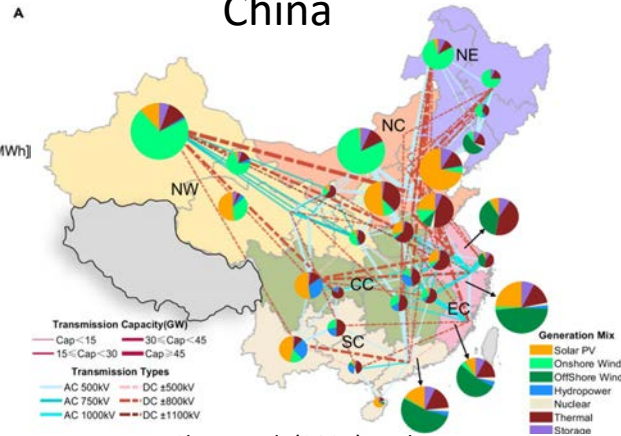 China
A
NE
NC
MWh]
NW
CC
EC
SC
Transmission Capacity(GW)
Cap<15
30≤Cap<45
15≤Cap<30
Cap≥45
Transmission Types
AC 500kV
DC ±500kV
AC 750kV
DC ±800kV
AC 1000kV
DC ±1100kV
Generation Mix
Solar PV
Onshore Wind
OffShore Wind
Hydropower
Nuclear
Thermal
Storage